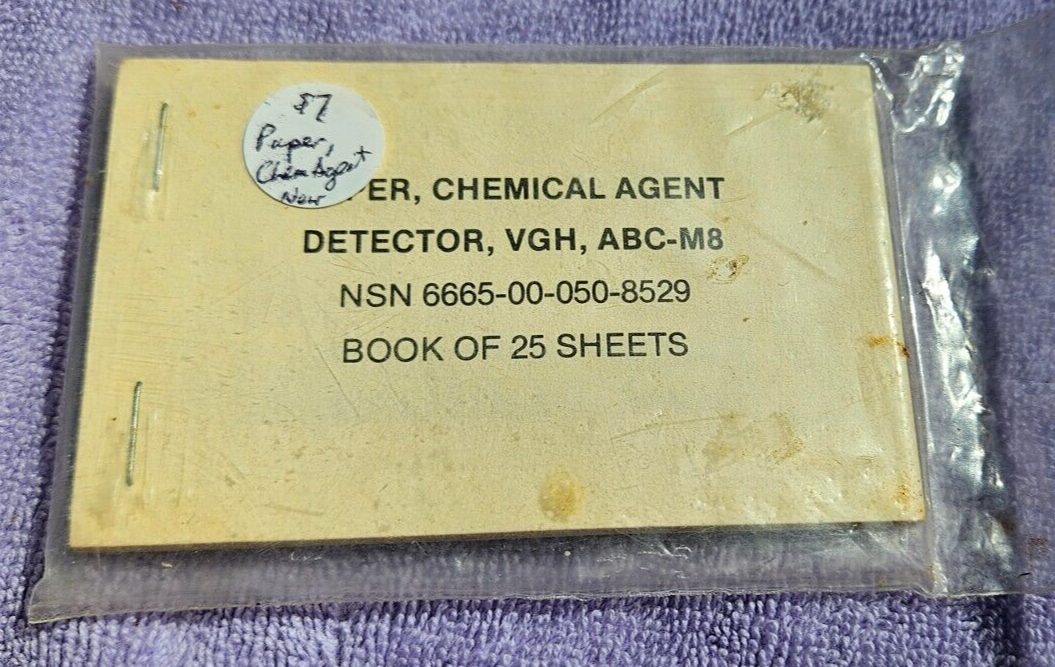 $7
Paper,
Chem Agent
New
PER, CHEMICAL AGENT
DETECTOR, VGH, ABC-M8
NSN 6665-00-050-8529
BOOK OF 25 SHEETS